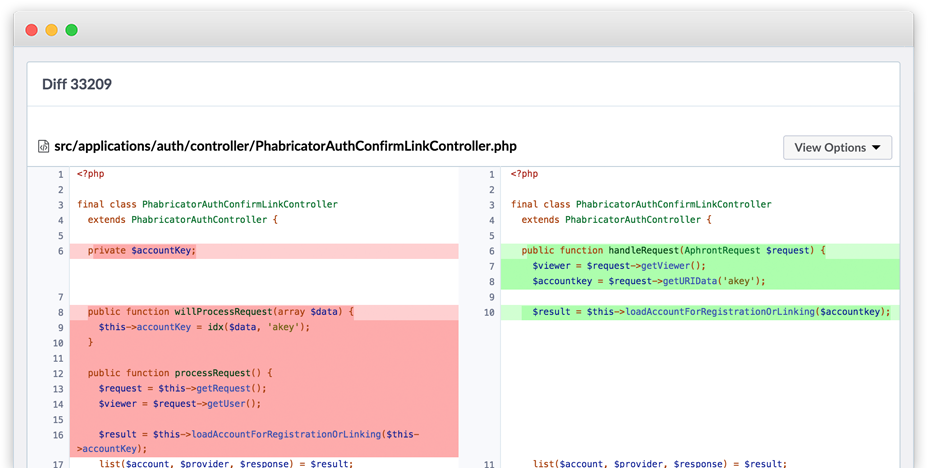 Diff 33209
src/applications/auth/controller/PhabricatorAuthConfirmLinkController.php
View Options
1 <?php
2
3 final class PhabricatorAuthConfirmLinkController
4 extends PhabricatorAuthController {
5
6 private $accountKey;
7
8 public function willProcessRequest(array $data) {
9 $this->accountKey = idx($data, 'akey');
10 }
11
12 public function processRequest() {
13 $request = $this->getRequest();
14 $viewer = $request->getUser();
15
16 $result = $this->loadAccountForRegistrationOrLinking($this-
>accountKey);
17 list($account, $provider, $response) = $result;
1 <?php
2
3 final class PhabricatorAuthConfirmLinkController
4 extends PhabricatorAuthController {
5
6 public function handleRequest(AphrontRequest $request) {
7 $viewer = $request->getViewer();
8 $accountkey = $request->getURIData('akey');
9
10 $result = $this->loadAccountForRegistrationOrLinking($accountkey);
11 list($account, $provider, $response) = $result;